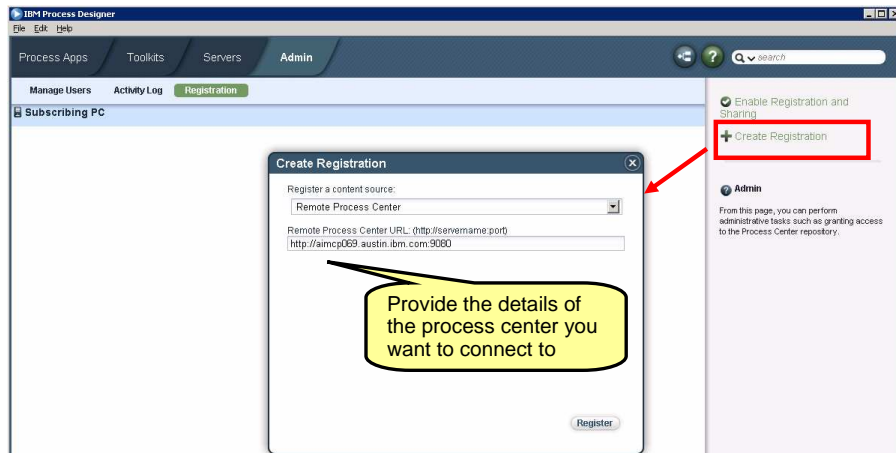 IBM Process Designer
File Edit Help
Process Apps Toolkits Servers Admin
search
Manage Users Activity Log Registration
Subscribing PC
Enable Registration and
Sharing
Create Registration
Admin
From this page, you can perform
administrative tasks such as granting access
to the Process Center repository.
Create Registration
Register a content source:
Remote Process Center
Remote Process Center URL: (http://servername:port)
http://aimcp069.austin.ibm.com:9080
Provide the details of
the process center you
want to connect to
Register